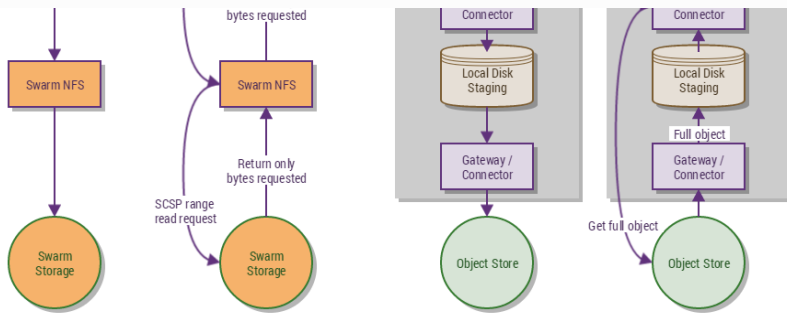 bytes requested
Connector
Connector
Swarm NFS
Swarm NFS
Local Disk
Staging
Local Disk
Staging
Full object
Return only
bytes requested
Gateway /
Connector
Gateway /
Connector
SCSP range
read request
Get full object
Swarm
Storage
Swarm
Storage
Object Store
Object Store